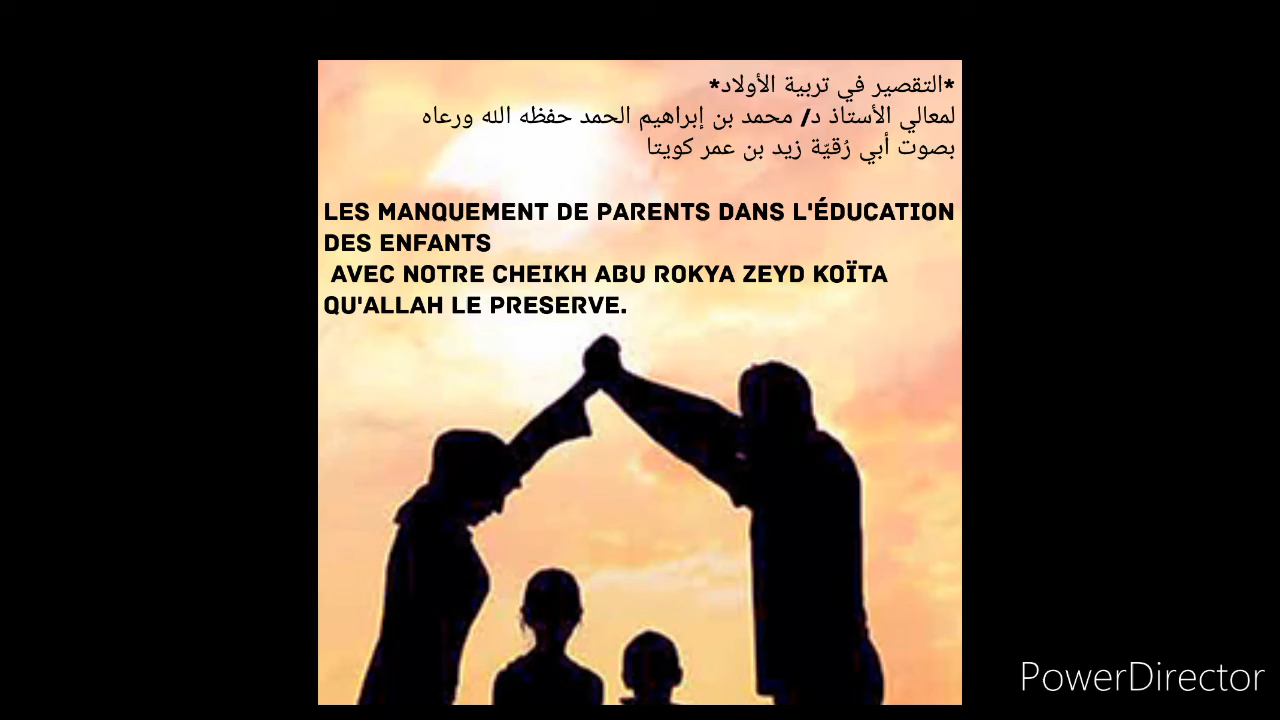 *التقصير في تربية الأولاد*
لمعالي الأستاذ د/ محمد بن إبراهيم الحمد حفظه الله ورعاه
بصوت أبي رُقيّة زيد بن عمر كويتا
LES MANQUEMENT DE PARENTS DANS L'ÉDUCATION
DES ENFANTS
AVEC NOTRE CHEIKH ABU ROKYA ZEYD KOÏTA
QU'ALLAH LE PRESERVE.
PowerDirector